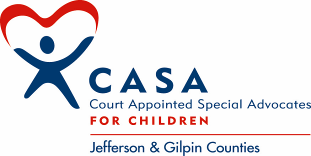 CASA
Court Appointed Special Advocates
FOR CHILDREN
Jefferson & Gilpin Counties